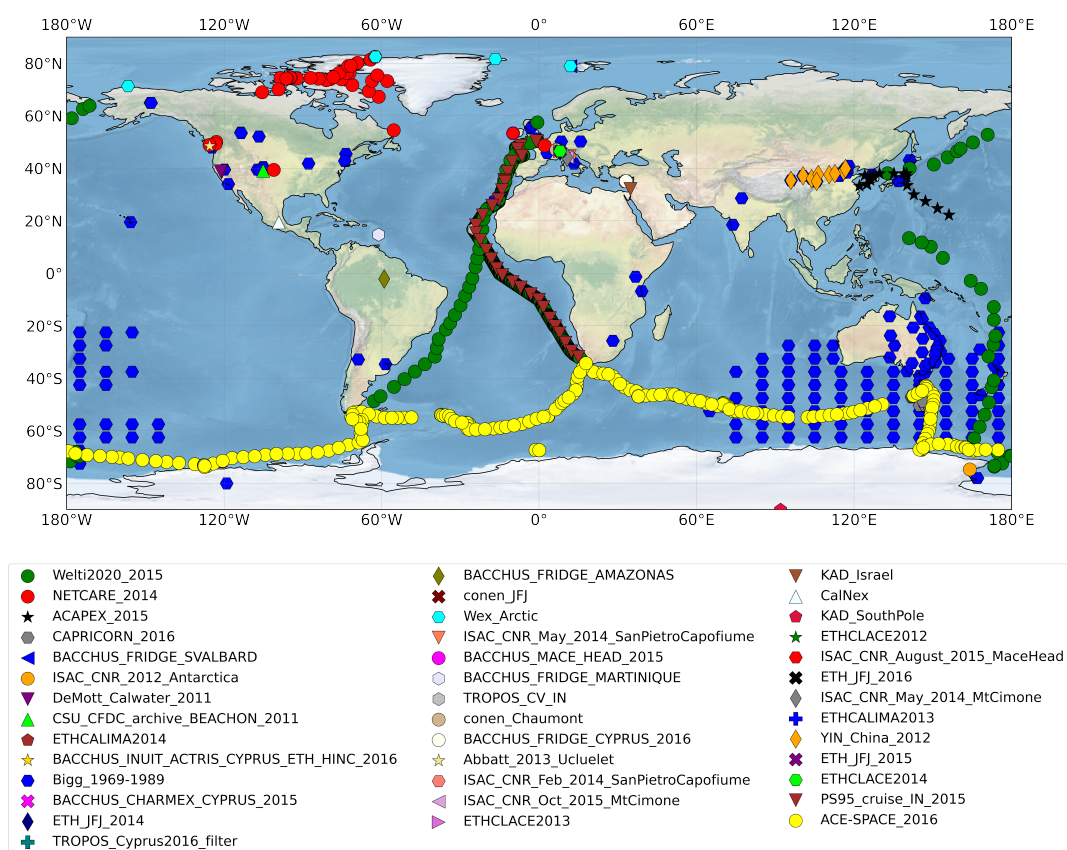 180°W 120°W 60°W 0° 60°E 120°E 180°E
80°N
60°N
40°N
20°N
0°
20°S
40°S
60°S
80°S
180°W 120°W 60°W 0° 60°E 120°E 180°E
Welti2020_2015
NETCARE_2014
ACAPEX_2015
CAPRICORN_2016
BACCHUS_FRIDGE_SVALBARD
ISAC_CNR_2012_Antarctica
DeMott_Calwater_2011
CSU_CFDC_archive_BEACHON_2011
ETHCALIMA2014
BACCHUS_INUIT_ACTRIS_CYPRUS_ETH_HINC_2016
Bigg_1969-1989
BACCHUS_CHARMEX_CYPRUS_2015
ETH_JFJ_2014
TROPOS_Cyprus2016_filter
BACCHUS_FRIDGE_AMAZONAS
conen_JFJ
Wex_Arctic
ISAC_CNR_May_2014_SanPietroCapofiume
BACCHUS_MACE_HEAD_2015
BACCHUS_FRIDGE_MARTINIQUE
TROPOS_CV_IN
conen_Chaumont
BACCHUS_FRIDGE_CYPRUS_2016
Abbatt_2013_Ucluelet
ISAC_CNR_Feb_2014_SanPietroCapofiume
ISAC_CNR_Oct_2015_MtCimone
ETHCLACE2013
KAD_Israel
CalNex
KAD_SouthPole
ETHCLACE2012
ISAC_CNR_August_2015_MaceHead
ETH_JFJ_2016
ISAC_CNR_May_2014_MtCimone
ETHCALIMA2013
YIN_China_2012
ETH_JFJ_2015
ETHCLACE2014
PS95_cruise_IN_2015
ACE-SPACE_2016